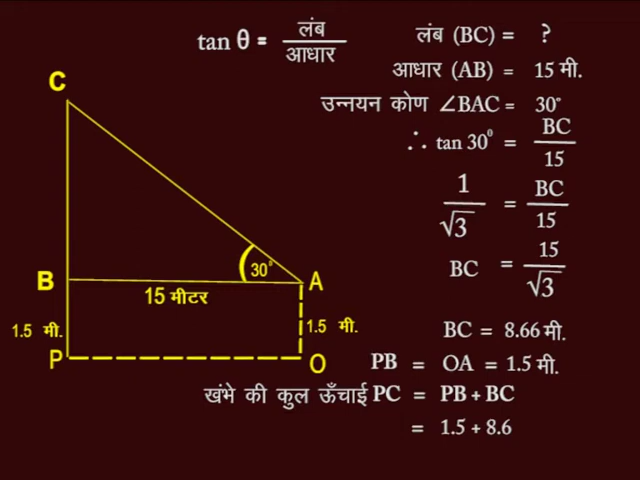 tan θ = लंब / आधार
लंब (BC) = ?
आधार (AB) = 15 मी.
उन्नयन कोण ∠BAC = 30°
∴ tan 30⁰ = BC / 15
1 / √3 = BC / 15
BC = 15 / √3
BC = 8.66 मी.
PB = OA = 1.5 मी.
खंभे की कुल ऊँचाई PC = PB + BC
= 1.5 + 8.6
C
B
30°
A
15 मीटर
1.5 मी.
1.5 मी.
P
O